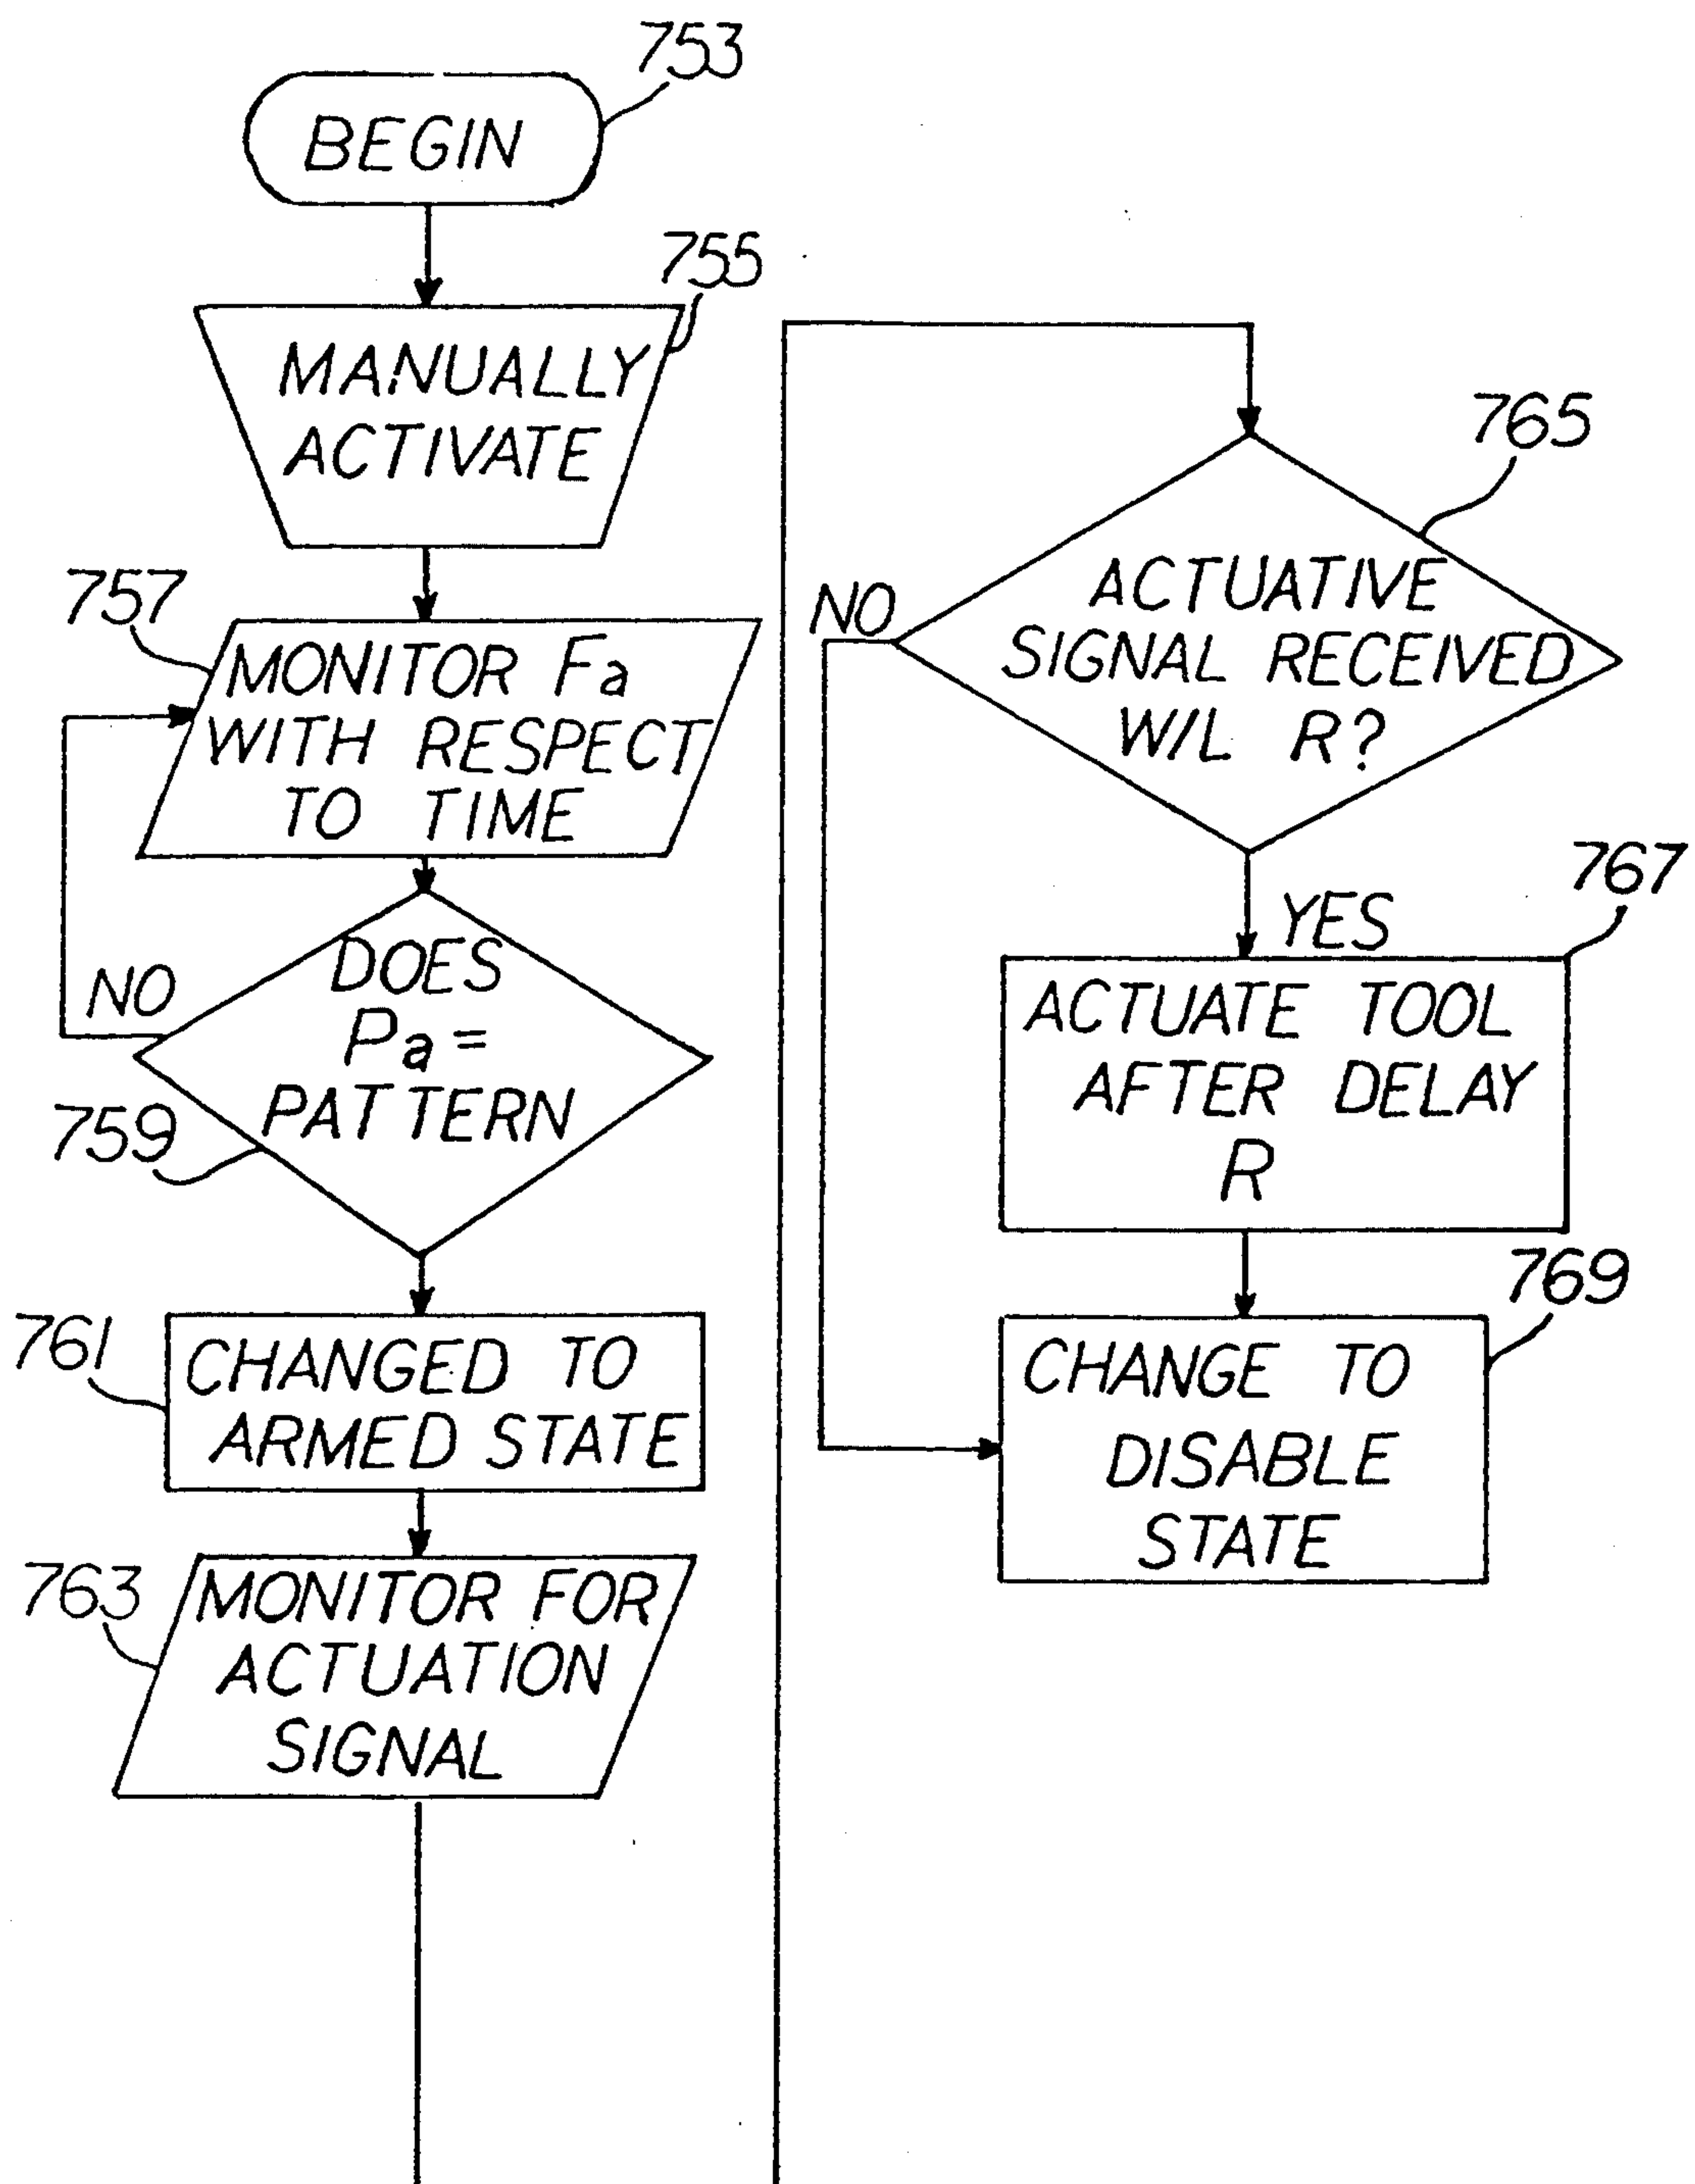 753
BEGIN
755
MANUALLY
ACTIVATE
757
MONITOR Fa
WITH RESPECT
TO TIME
NO
DOES
Pa =
PATTERN
759
761
CHANGED TO
ARMED STATE
763
MONITOR FOR
ACTUATION
SIGNAL
765
NO
ACTUATIVE
SIGNAL RECEIVED
W/L R?
YES
767
ACTUATE TOOL
AFTER DELAY
R
769
CHANGE TO
DISABLE
STATE